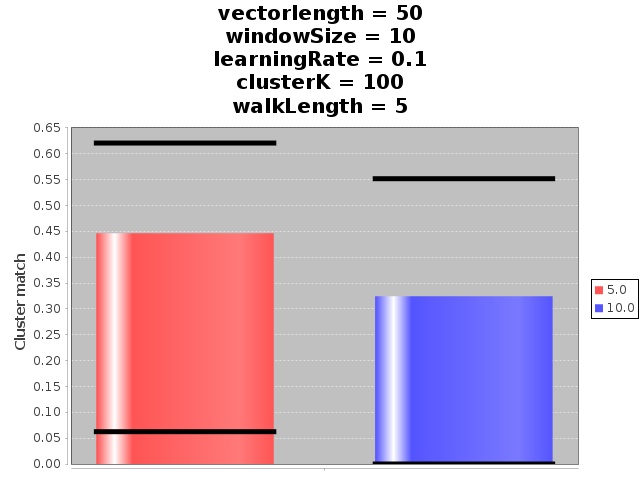 vectorlength = 50
windowSize = 10
learningRate = 0.1
clusterK = 100
walkLength = 5
0.65
0.60
0.55
0.50
0.45
0.40
0.35
0.30
0.25
0.20
0.15
0.10
0.05
0.00
Cluster match
5.0
10.0